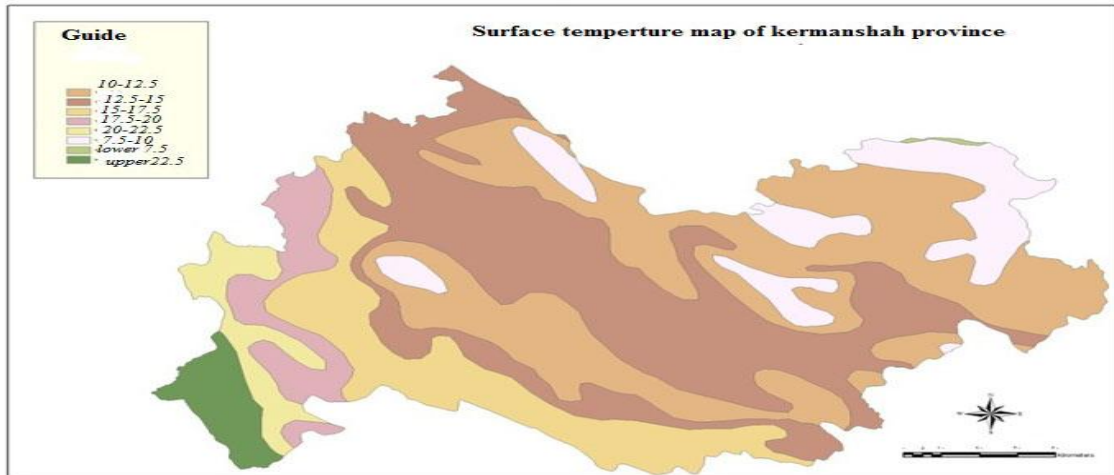 Guide
Surface temperture map of kermanshah province
10-12.5
12.5-15
15-17.5
17.5-20
20-22.5
7.5-10
lower 7.5
upper22.5
N
W
E
S
Kilometers